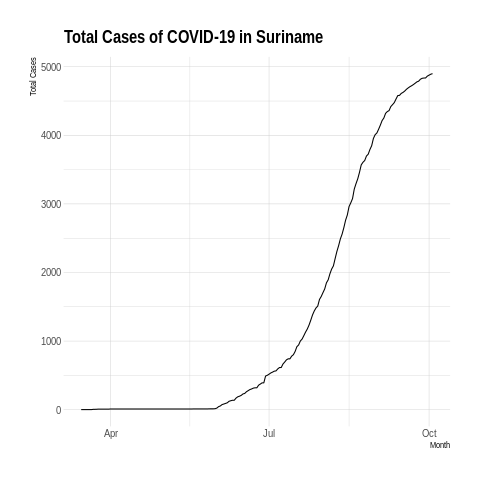 Total Cases of COVID-19 in Suriname
Total Cases
5000
4000
3000
2000
1000
0
Apr Jul Oct
Month